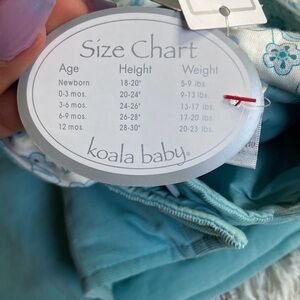 Size Chart
Age Height Weight
Newborn 18-20" 5-9 lbs.
0-3 mos. 20-24" 9-13 lbs.
3-6 mos. 24-26" 13-17 lbs.
6-9 mos. 26-28" 17-20 lbs.
12 mos. 28-30" 20-23 lbs.
koala baby®